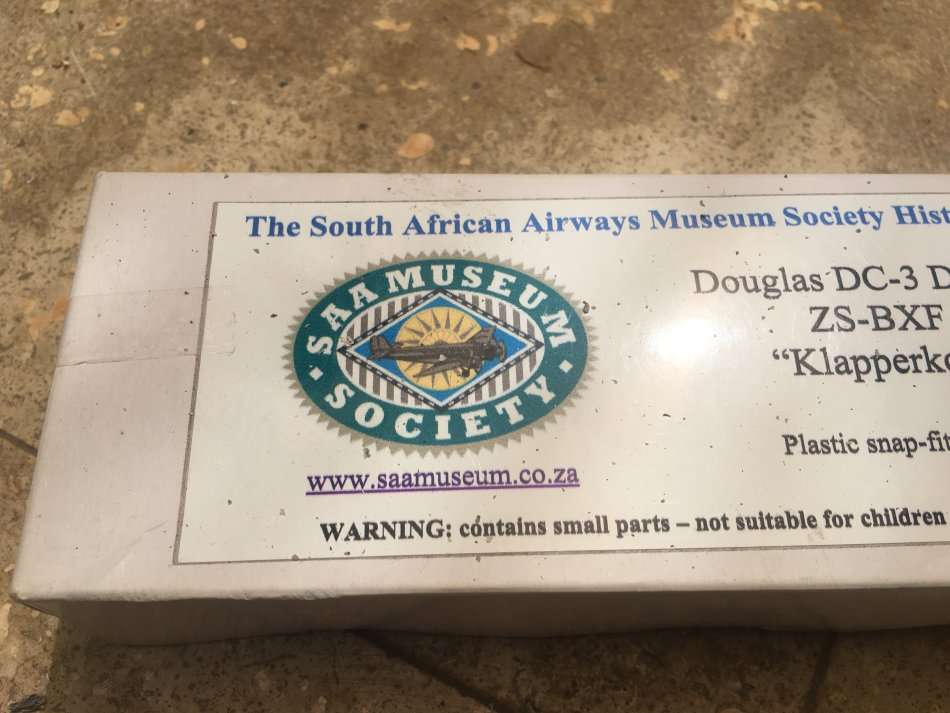 The South African Airways Museum Society Hist
SAA MUSEUM
SOCIETY
Douglas DC-3 D
ZS-BXF
“Klapperko
www.saamuseum.co.za
Plastic snap-fit
WARNING: contains small parts – not suitable for children